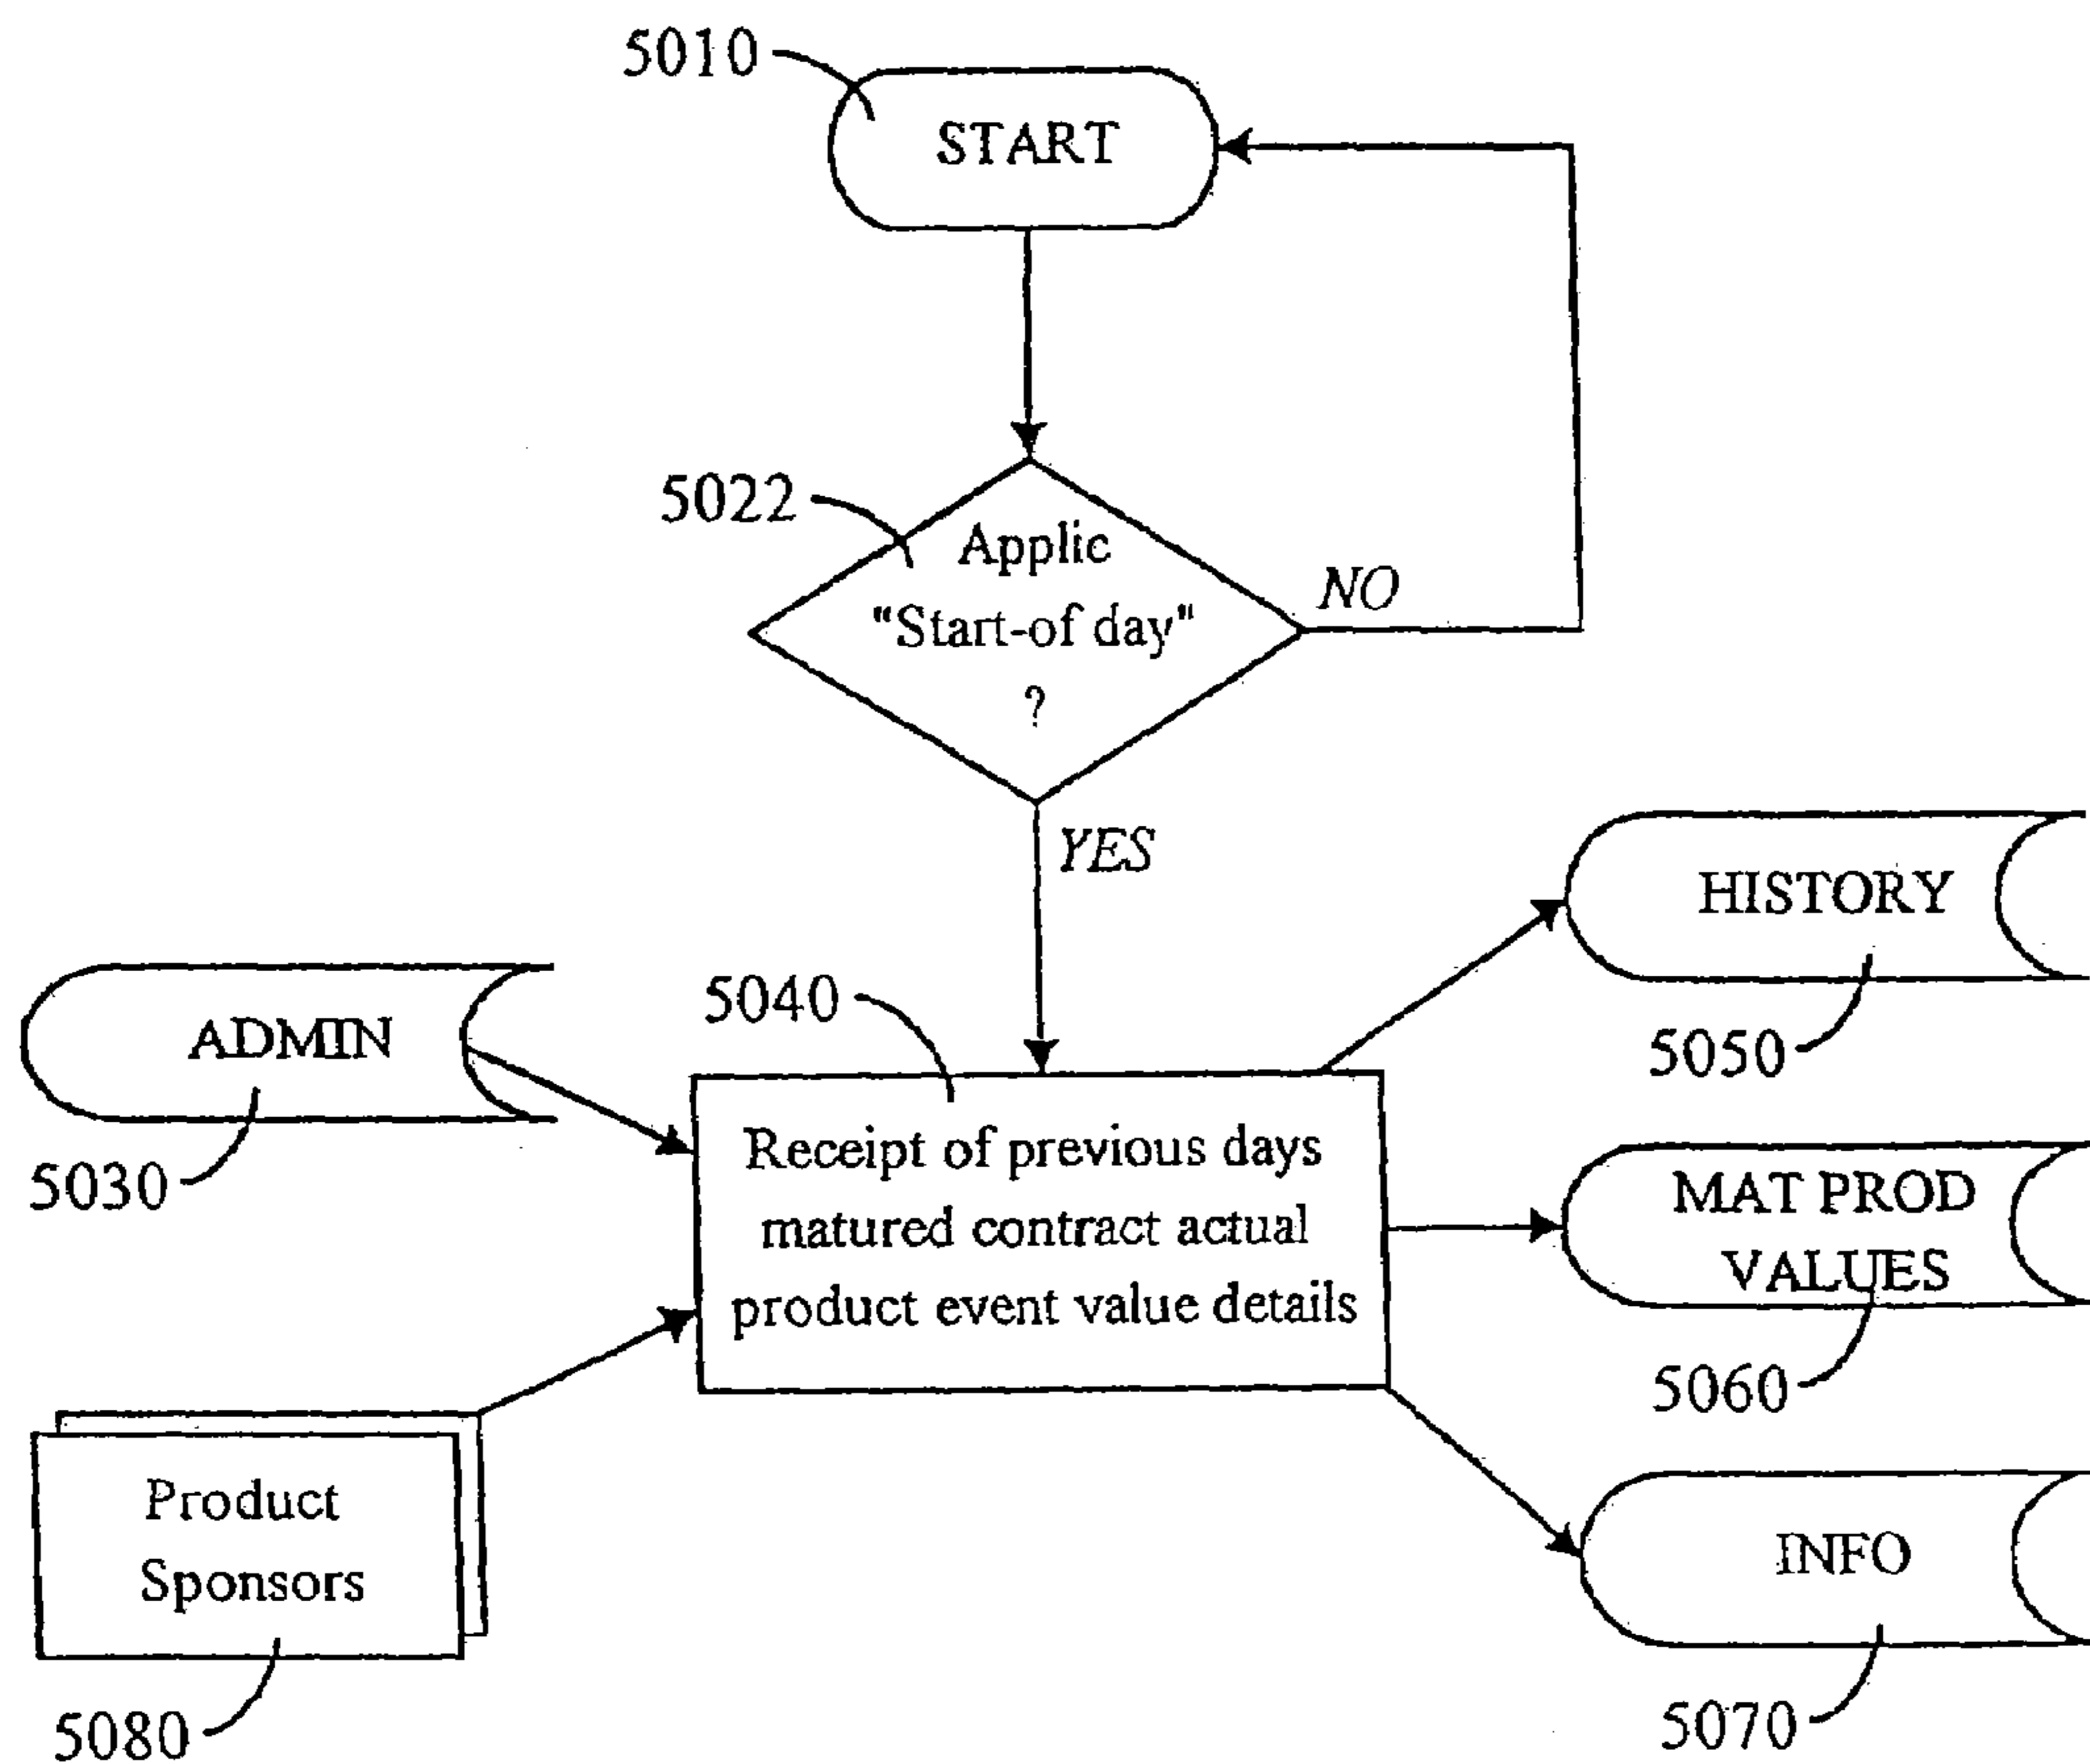 5010
START
5022
Applic
"Start-of day"
?
NO
YES
HISTORY
5050
ADMIN
5030
5040
Receipt of previous days
matured contract actual
product event value details
MAT PROD
VALUES
5060
Product
Sponsors
5080
INFO
5070